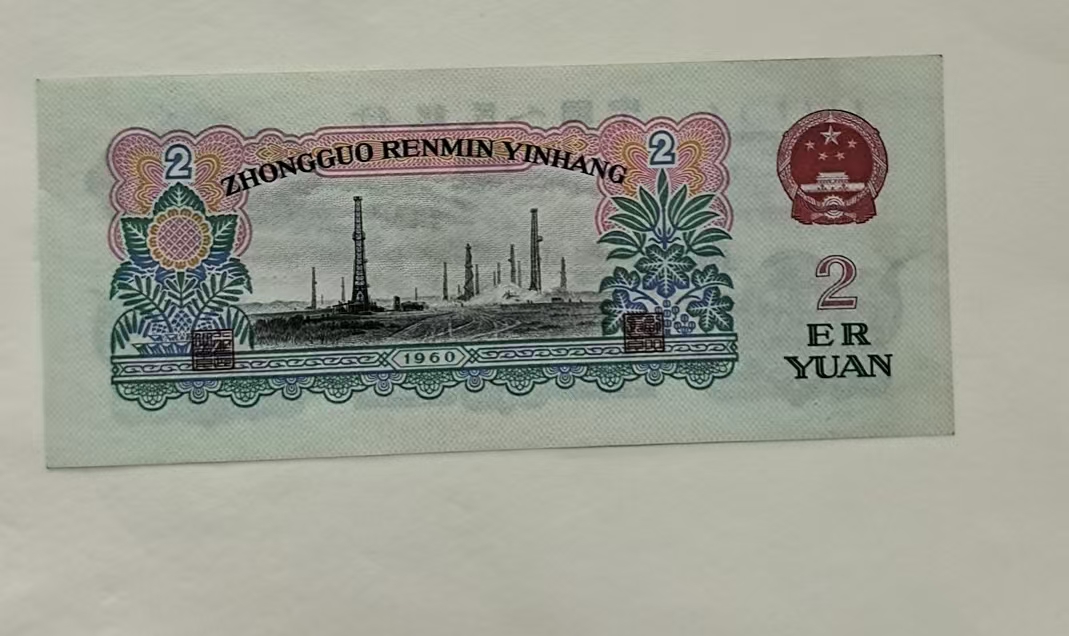 2
2
ZHONGGUO RENMIN YINHANG
1960
2
ER
YUAN